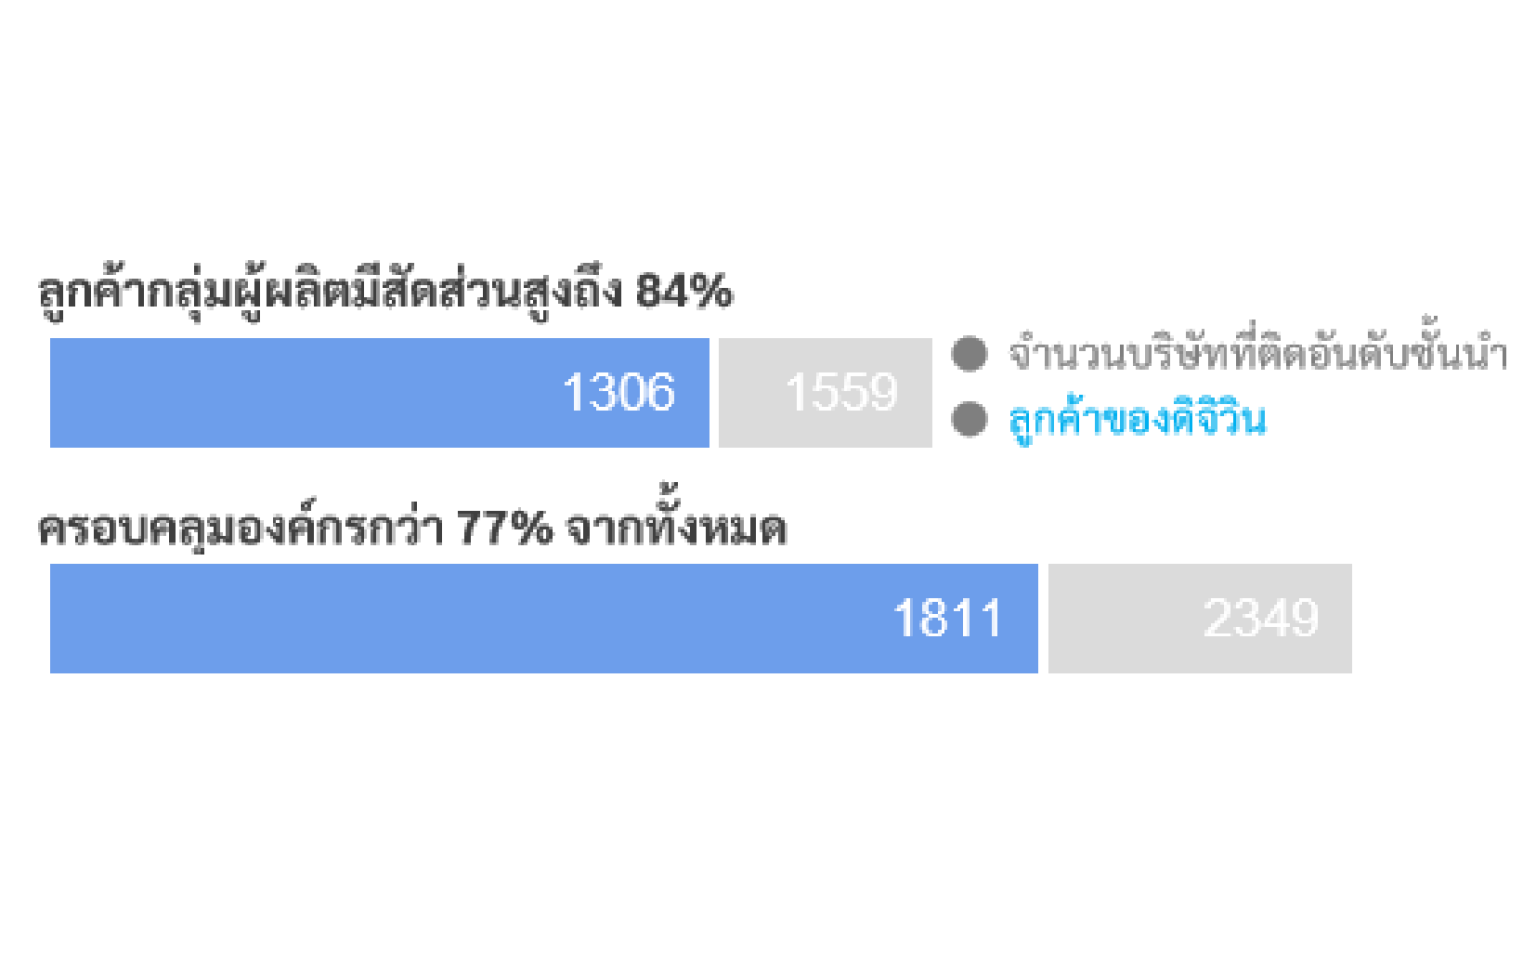 ลูกค้ากลุ่มผู้ผลิตมีสัดส่วนสูงถึง 84%
1306 1559
จำนวนบริษัทที่ติดอันดับชั้นนำ
ลูกค้าของดิจิวิน
ครอบคลุมองค์กรกว่า 77% จากทั้งหมด
1811 2349